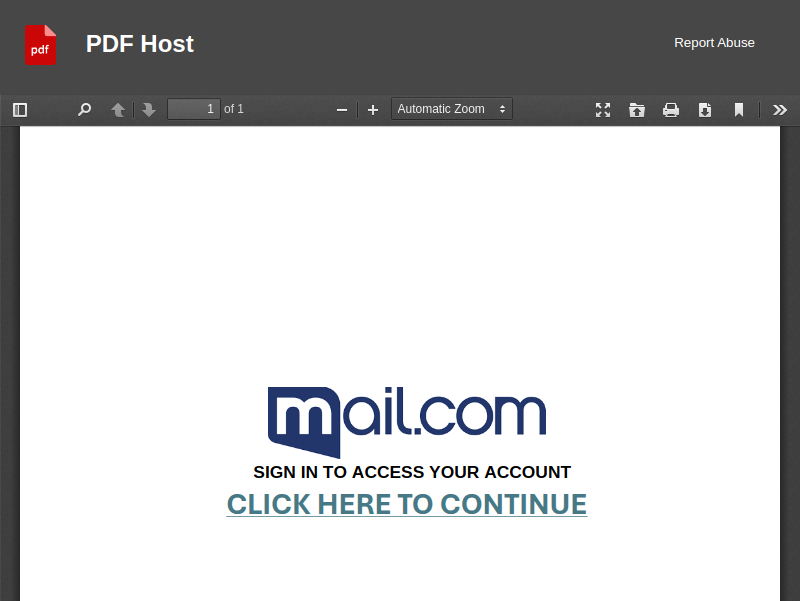 pdf
PDF Host
Report Abuse
1 of 1
Automatic Zoom
mail.com
SIGN IN TO ACCESS YOUR ACCOUNT
CLICK HERE TO CONTINUE